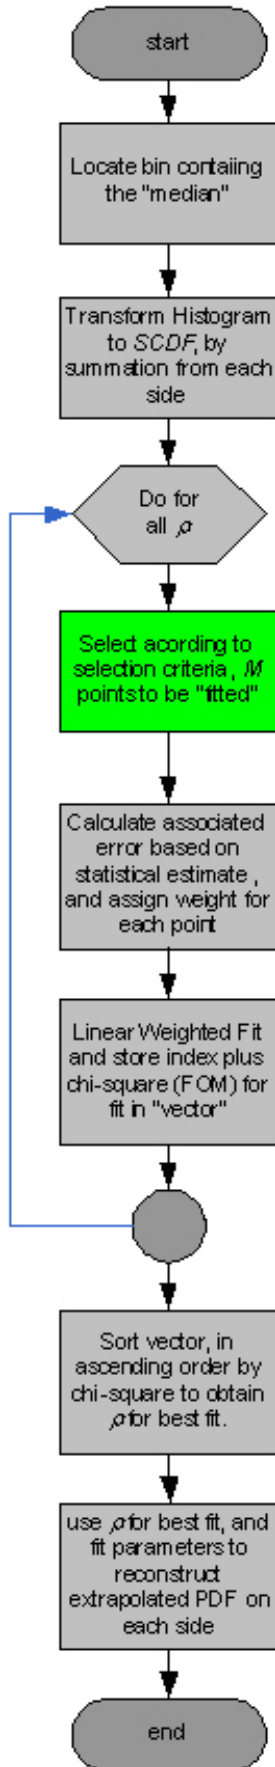 start
Locate bin contaiing
the "median"
Transform Histogram
to SCDF, by
summation from each
side
Do for
all ρ
Select acording to
selection criteria, M
points to be "fitted"
Calculate associated
error based on
statistical estimate,
and assign weight for
each point
Linear Weighted Fit
and store index plus
chi-square (FOM) for
fit in "vector"
Sort vector, in
ascending order by
chi-square to obtain
ρ for best fit.
use ρ for best fit, and
fit parameters to
reconstruct
extrapolated PDF on
each side
end